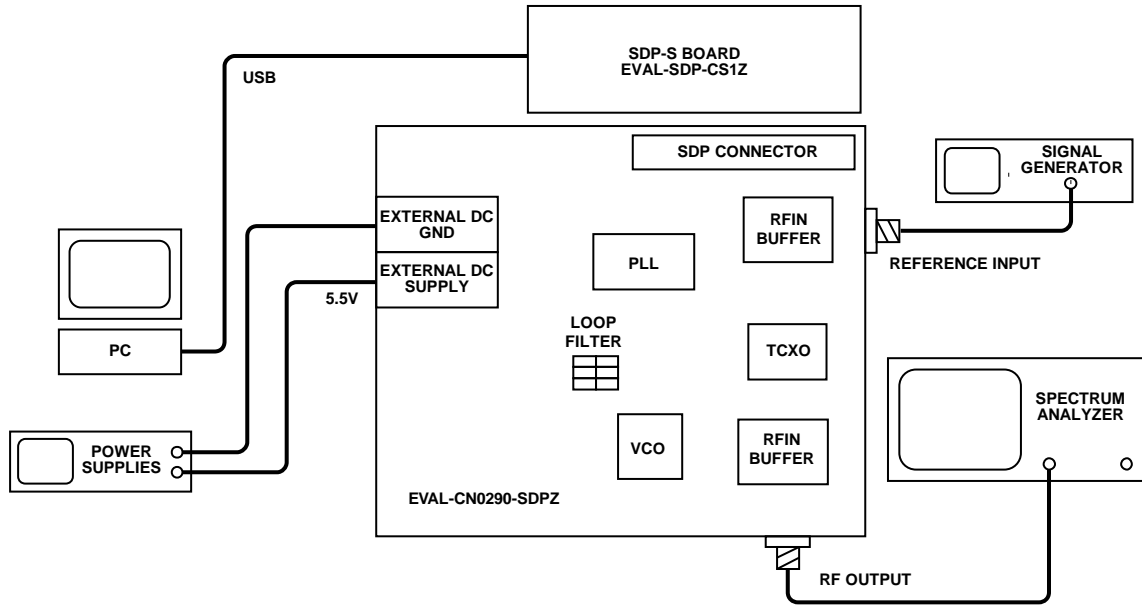 SDP-S BOARD
EVAL-SDP-CS1Z
USB
SDP CONNECTOR
SIGNAL
GENERATOR
EXTERNAL DC
GND
RFIN
BUFFER
PLL
REFERENCE INPUT
EXTERNAL DC
SUPPLY
5.5V
LOOP
FILTER
PC
TCXO
SPECTRUM
ANALYZER
POWER
SUPPLIES
VCO
RFIN
BUFFER
EVAL-CN0290-SDPZ
RF OUTPUT